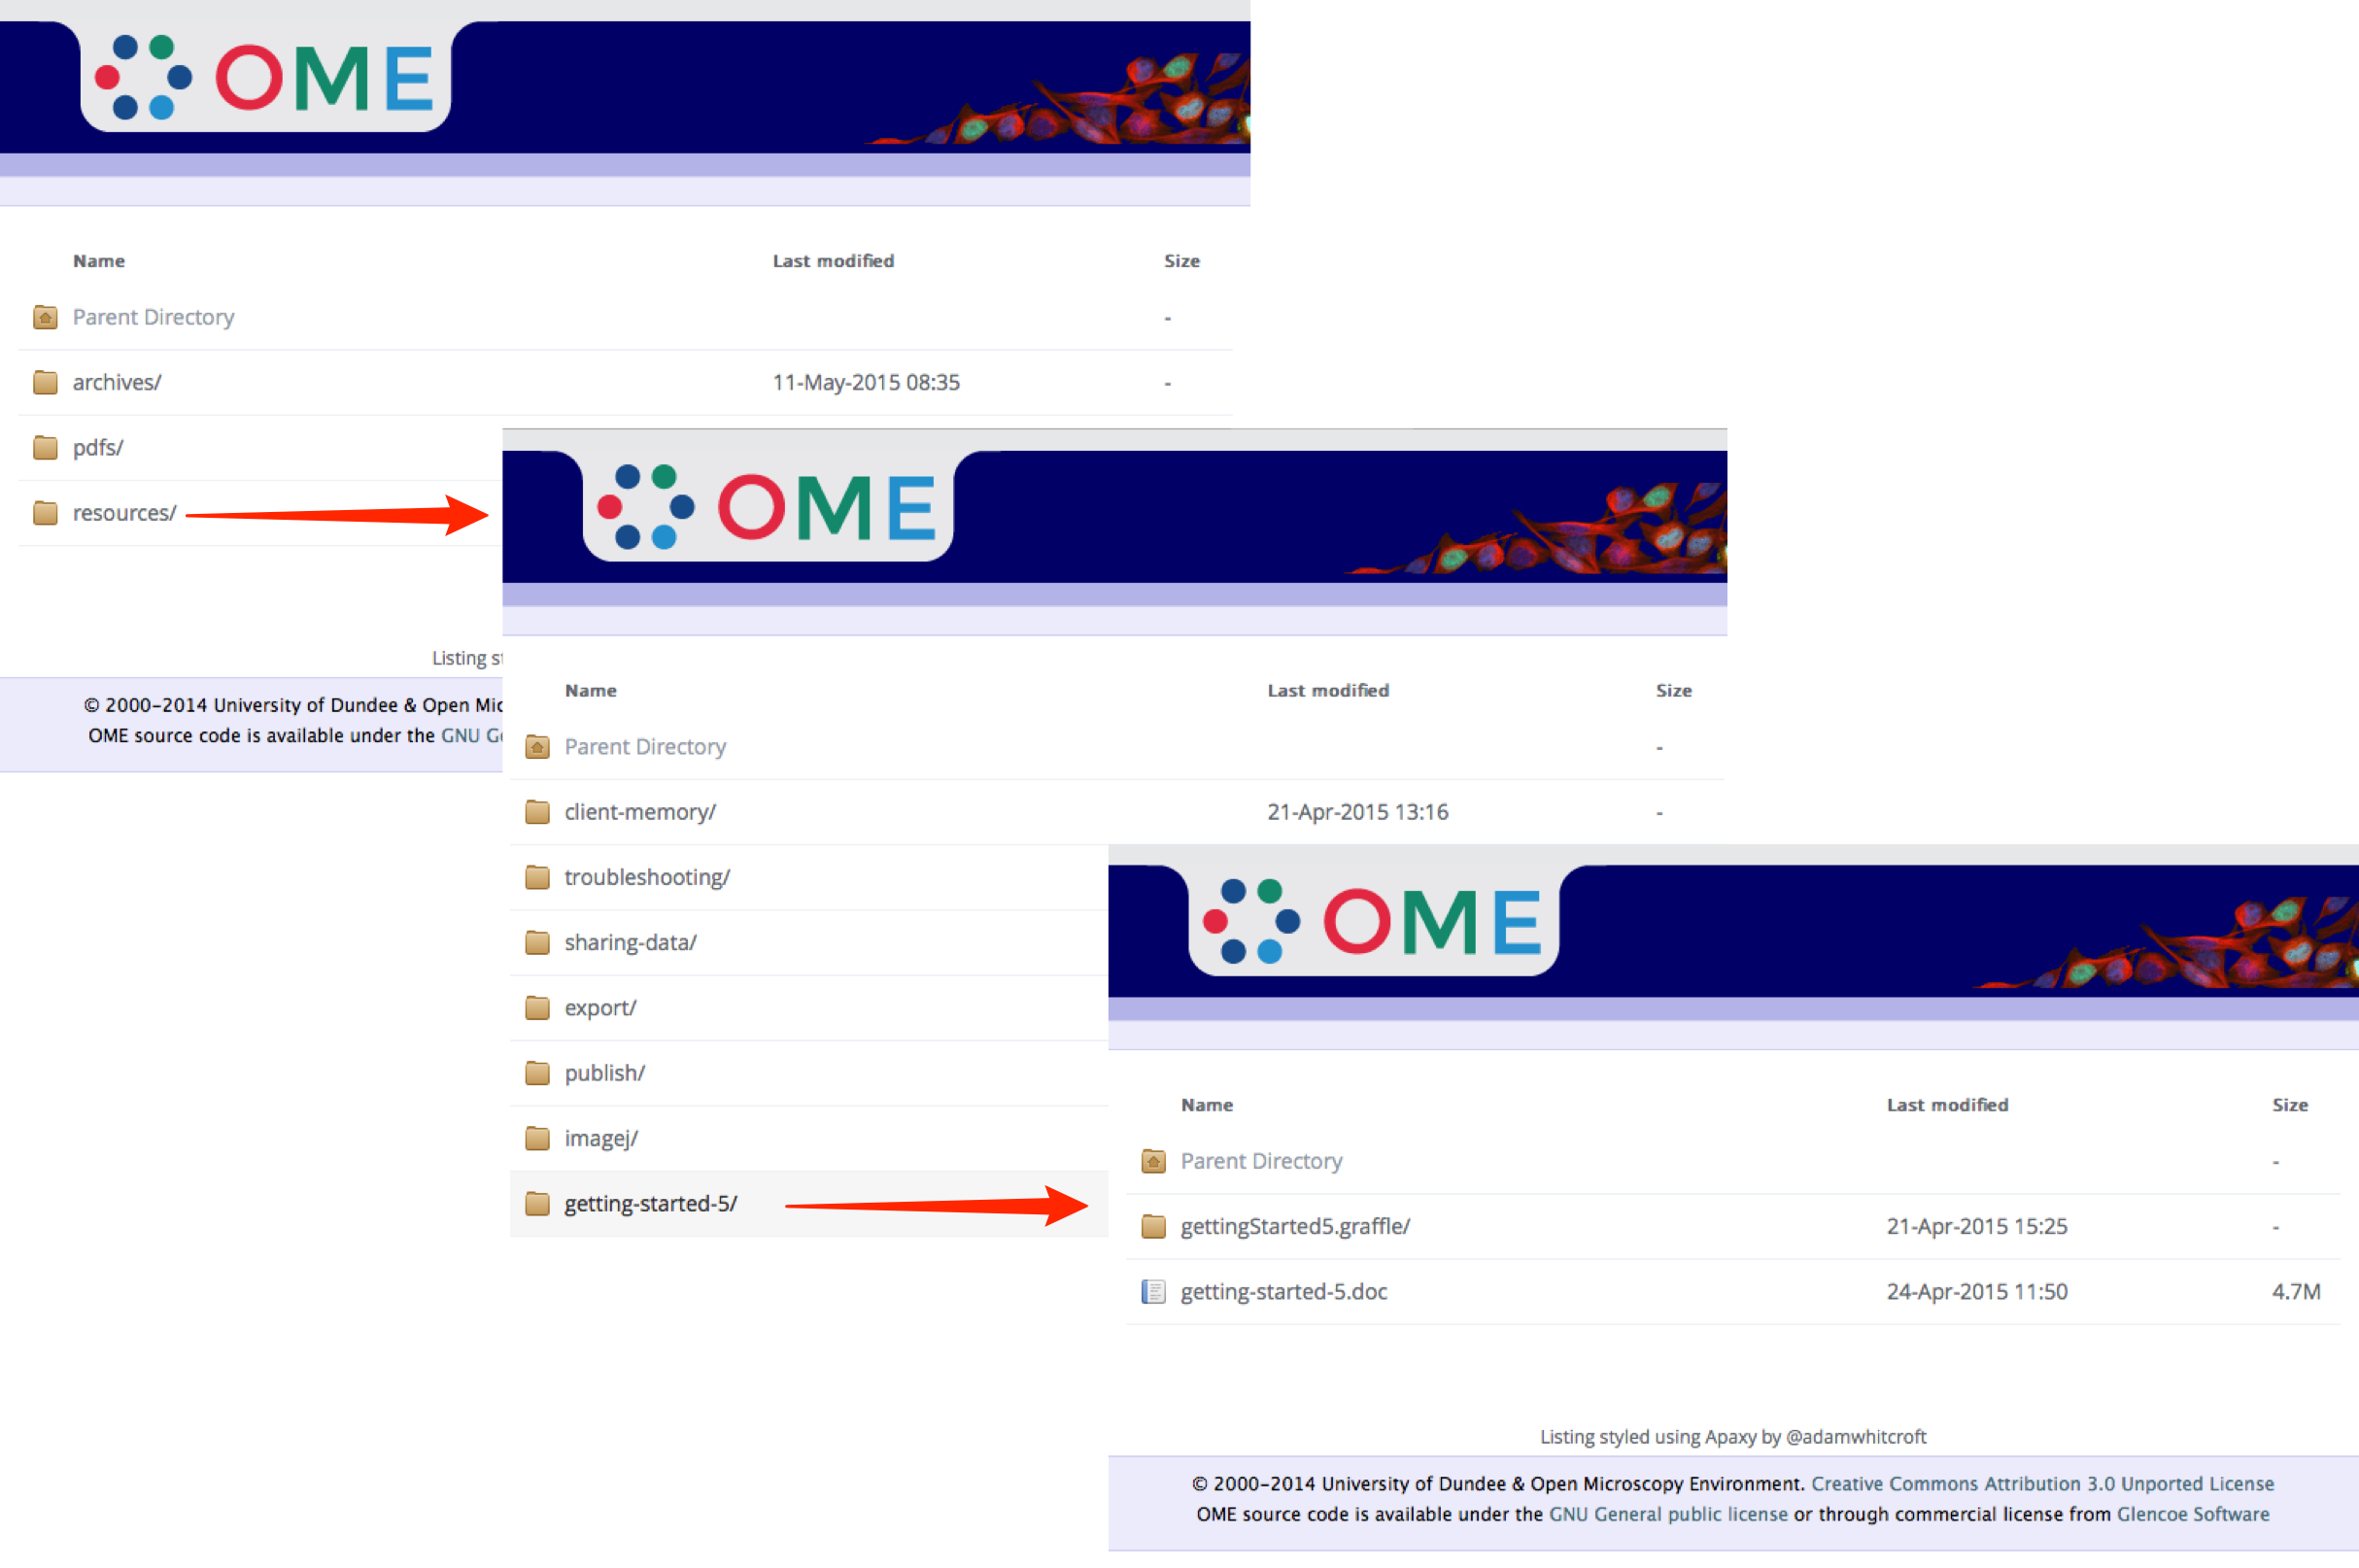 OME
Name Last modified Size
Parent Directory -
archives/ 11-May-2015 08:35 -
pdfs/
resources/
Listing
© 2000–2014 University of Dundee & Open
OME source code is available under the GNU
OME
Name Last modified Size
Parent Directory -
client-memory/ 21-Apr-2015 13:16 -
troubleshooting/
sharing-data/
export/
publish/
imagej/
getting-started-5/
OME
Name Last modified Size
Parent Directory -
gettingStarted5.graffle/ 21-Apr-2015 15:25 -
getting-started-5.doc 24-Apr-2015 11:50 4.7M
Listing styled using Apaxy by @adamwhitcroft
© 2000–2014 University of Dundee & Open Microscopy Environment. Creative Commons Attribution 3.0 Unported License
OME source code is available under the GNU General public license or through commercial license from Glencoe Software